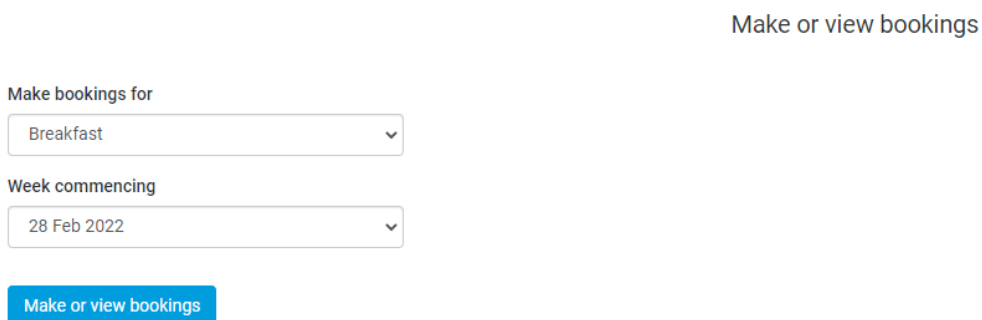 Make or view bookings
Make bookings for
Breakfast
Week commencing
28 Feb 2022
Make or view bookings